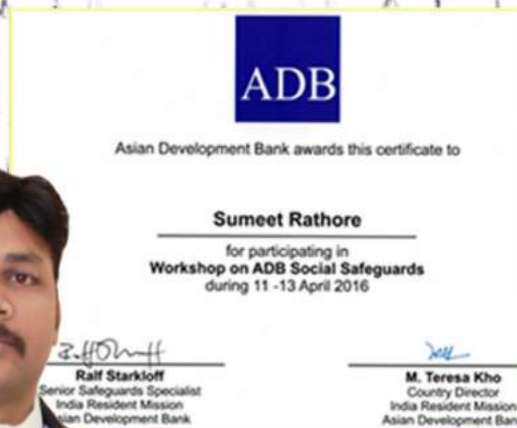 ADB
Asian Development Bank awards this certificate to
Sumeet Rathore
for participating in
Workshop on ADB Social Safeguards
during 11 -13 April 2016
Ralf Starkloff
Senior Safeguards Specialist
India Resident Mission
Asian Development Bank
M. Teresa Kho
Country Director
India Resident Mission
Asian Development Bank